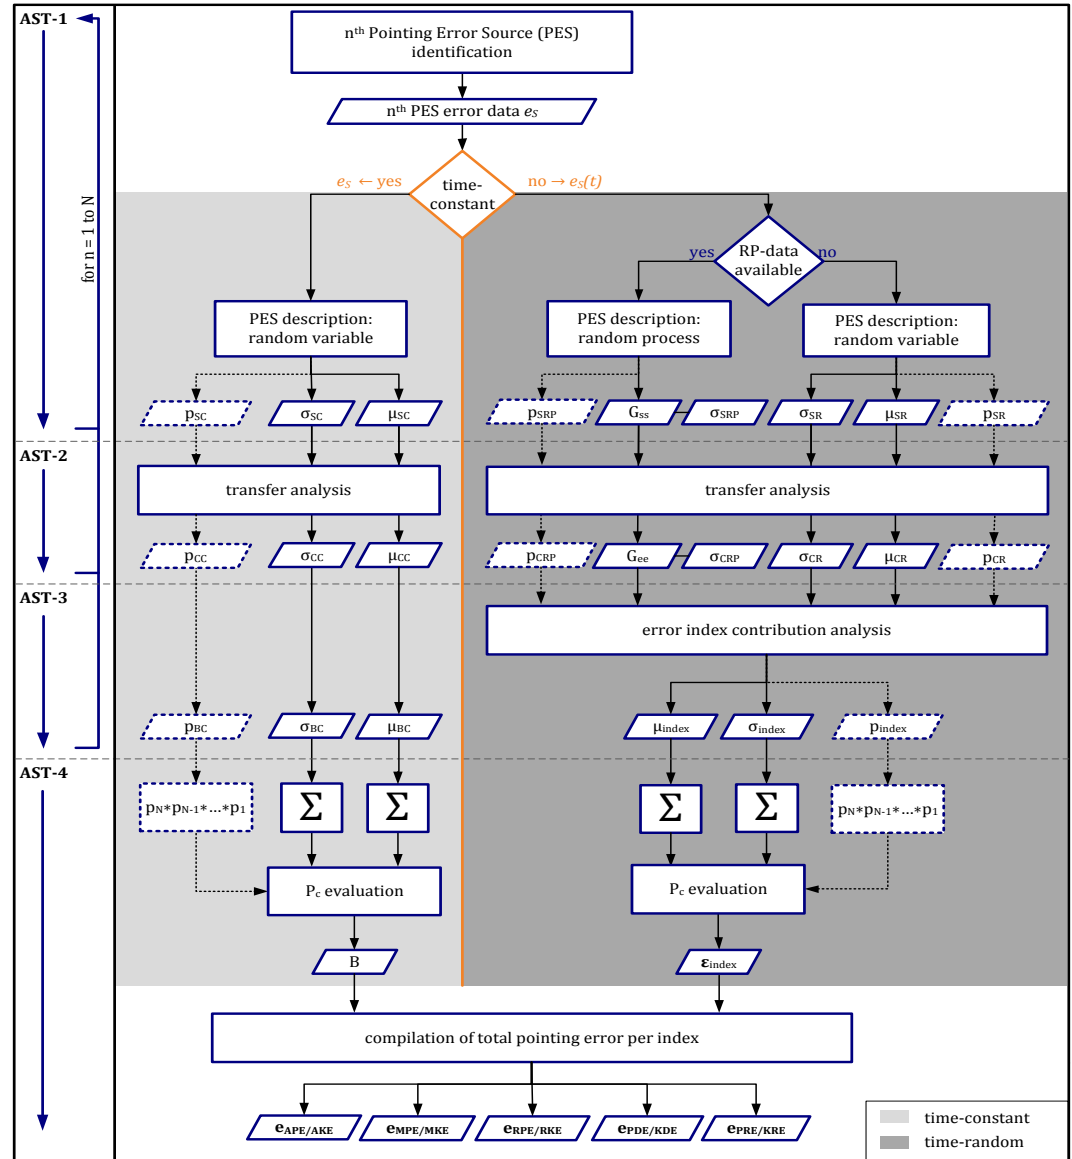 AST-1
for n = 1 to N
nth Pointing Error Source (PES)
identification
nth PES error data eS
eS ← yes
time-
constant
no → eS(t)
yes
RP-data
available
no
PES description:
random variable
PES description:
random process
PES description:
random variable
pSC
σSC
μSC
pSRP
Gss
σSRP
σSR
μSR
pSR
AST-2
transfer analysis
transfer analysis
pCC
σCC
μCC
pCRP
Gee
σCRP
σCR
μCR
pCR
AST-3
error index contribution analysis
pBC
σBC
μBC
μindex
σindex
pindex
AST-4
pN*pN-1*...*p1
Σ
Σ
Σ
Σ
pN*pN-1*...*p1
Pc evaluation
Pc evaluation
B
εindex
compilation of total pointing error per index
eAPE/AKE
eMPE/MKE
eRPE/RKE
ePDE/KDE
ePRE/KRE
time-constant
time-random